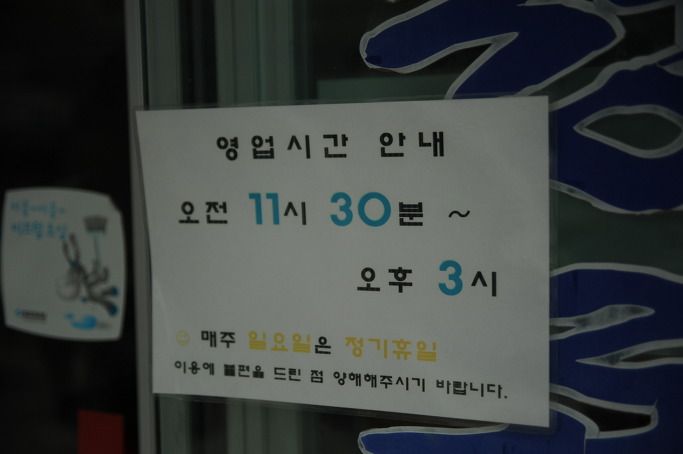 영업시간 안내
오전 11시 30분 ~
오후 3시
매주 일요일은 정기휴일
이용에 불편을 드린 점 양해해주시기 바랍니다.